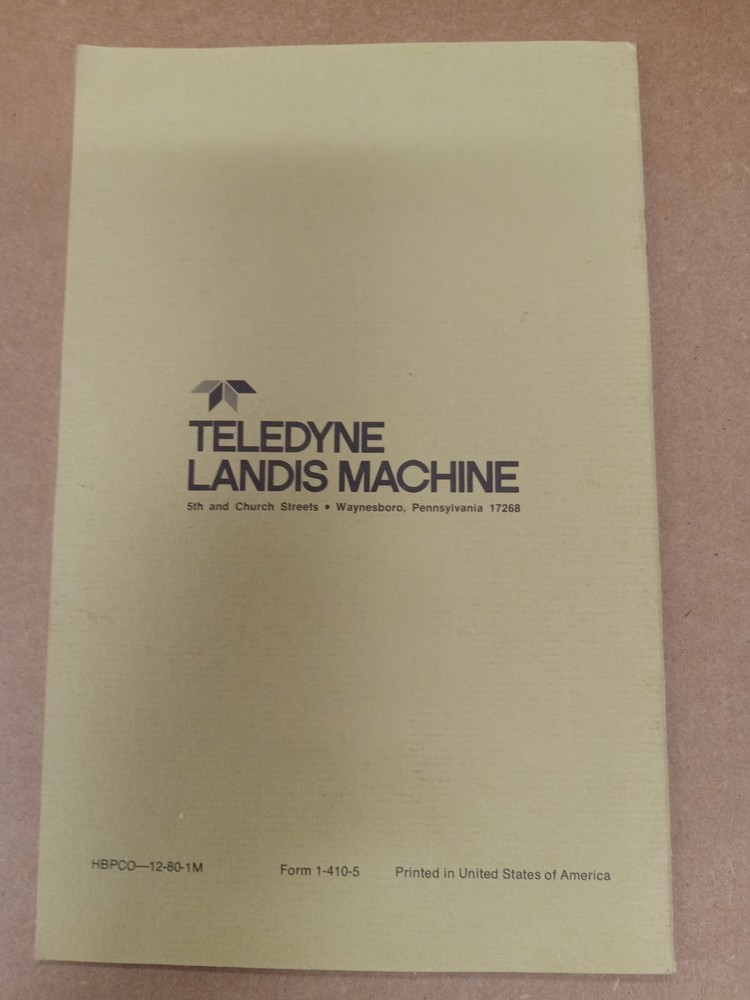 TELEDYNE
LANDIS MACHINE
5th and Church Streets • Waynesboro, Pennsylvania 17268
HBPCO—12-80-1M Form 1-410-5 Printed in United States of America